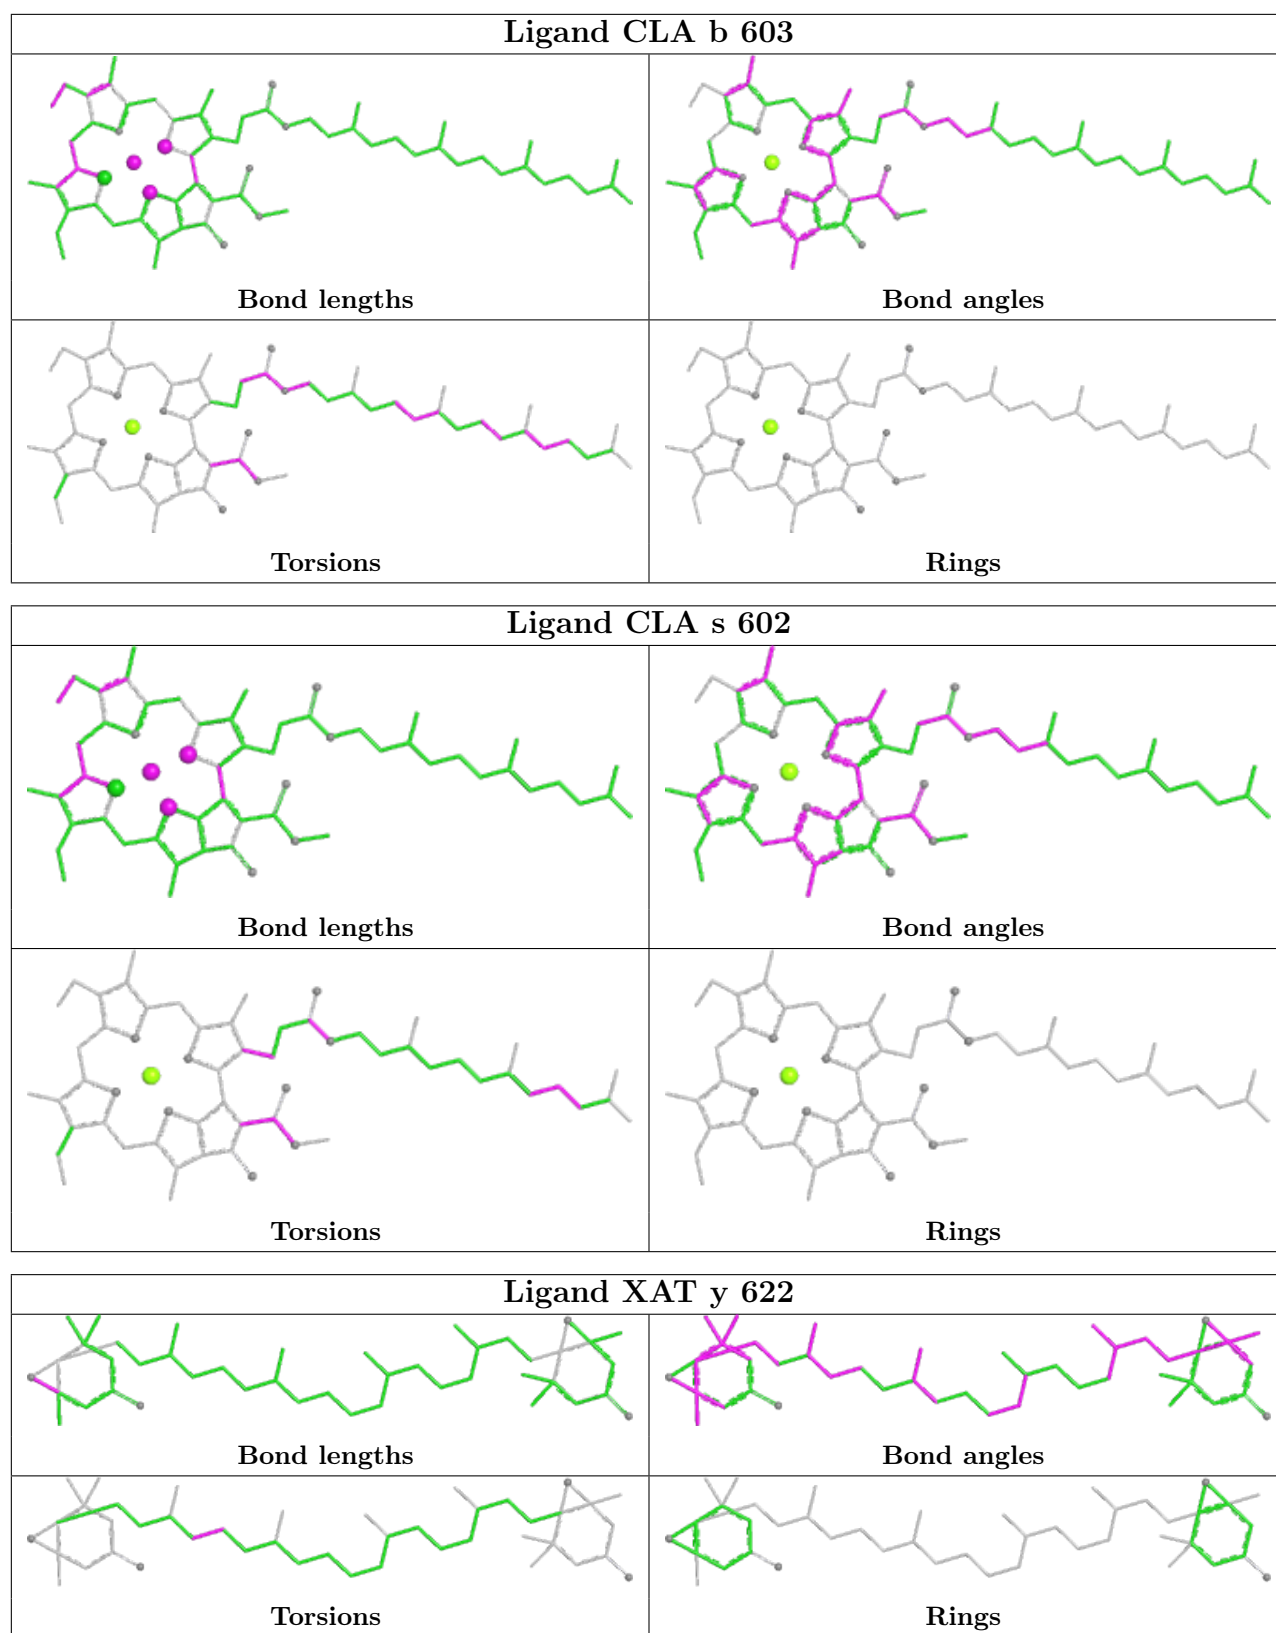 Ligand CLA b 603
Bond lengths
Bond angles
Torsions
Rings
Ligand CLA s 602
Bond lengths
Bond angles
Torsions
Rings
Ligand XAT y 622
Bond lengths
Bond angles
Torsions
Rings